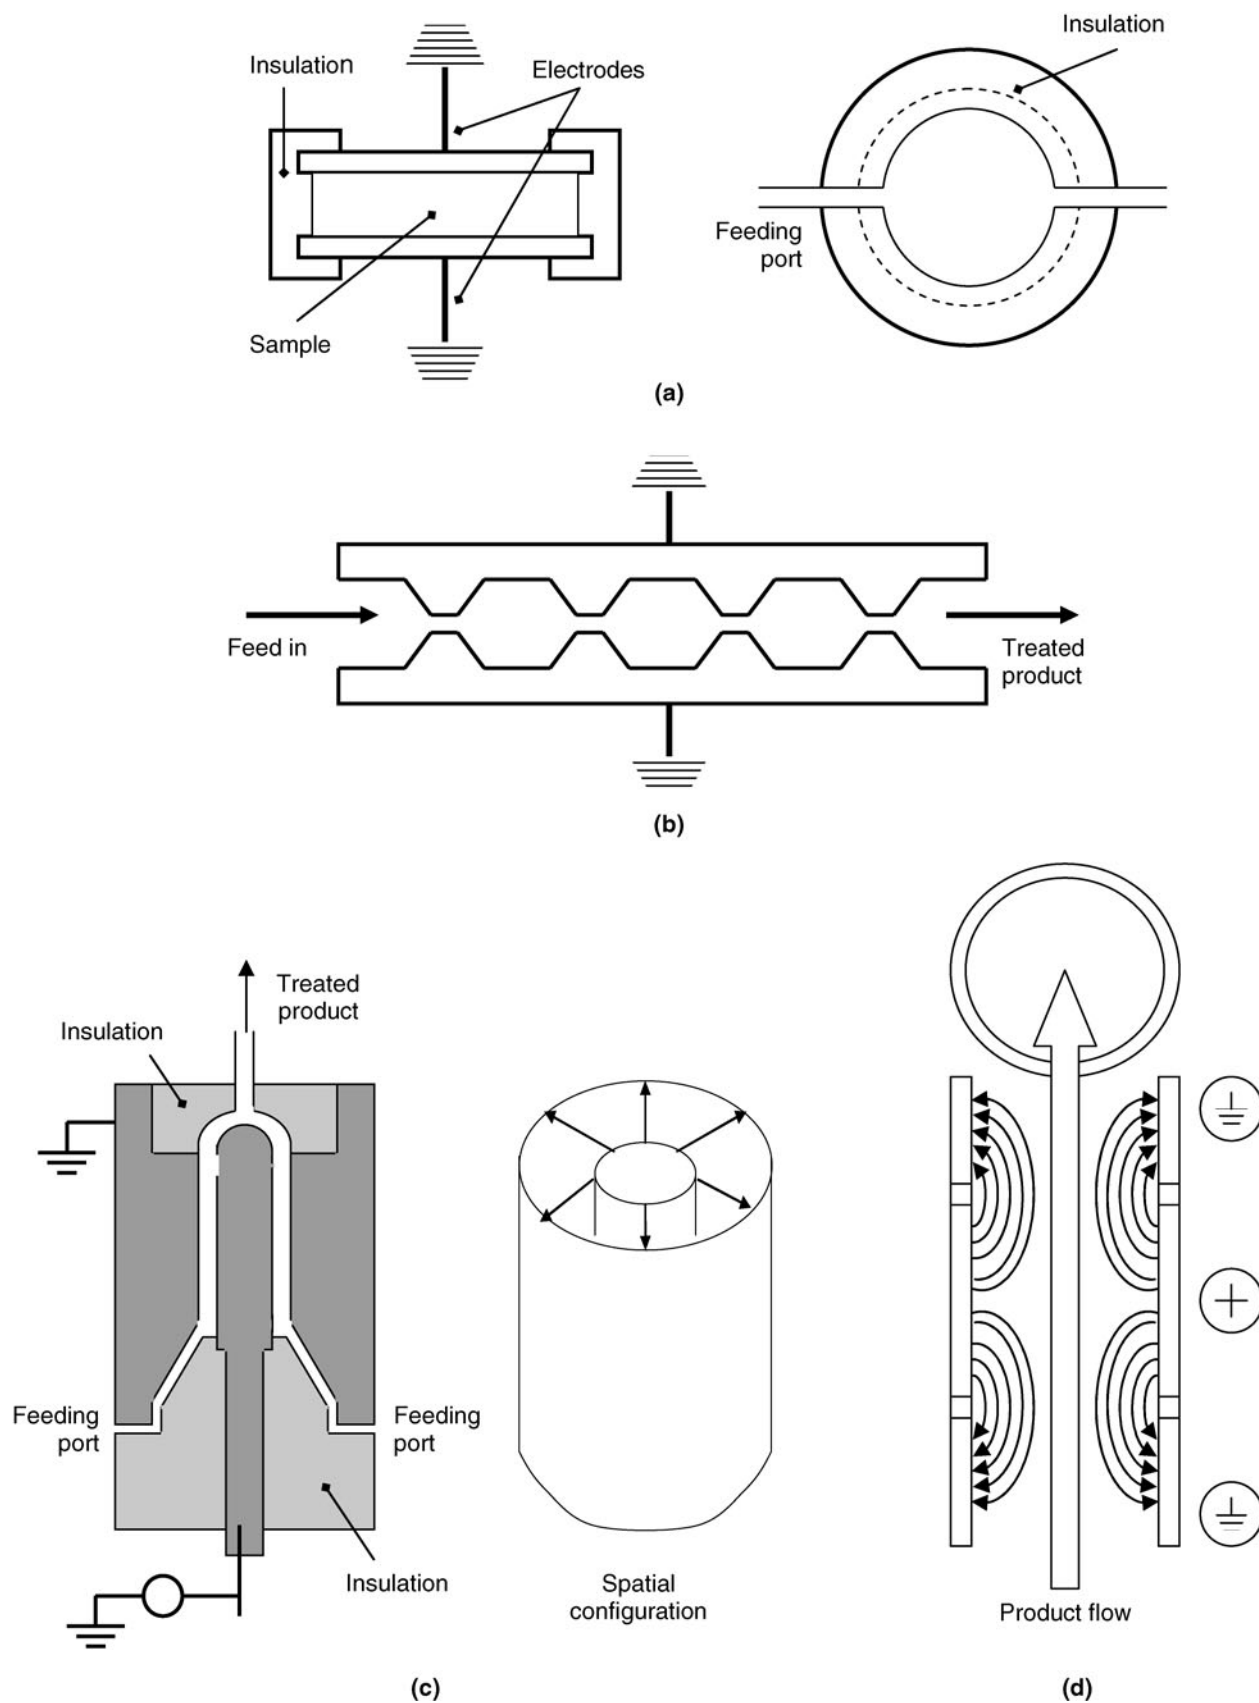 Insulation
Electrodes
Sample
Insulation
Feeding
port
(a)
Feed in
Treated
product
(b)
Treated
product
Insulation
Feeding
port
Feeding
port
Insulation
Spatial
configuration
(c)
Product flow
(d)